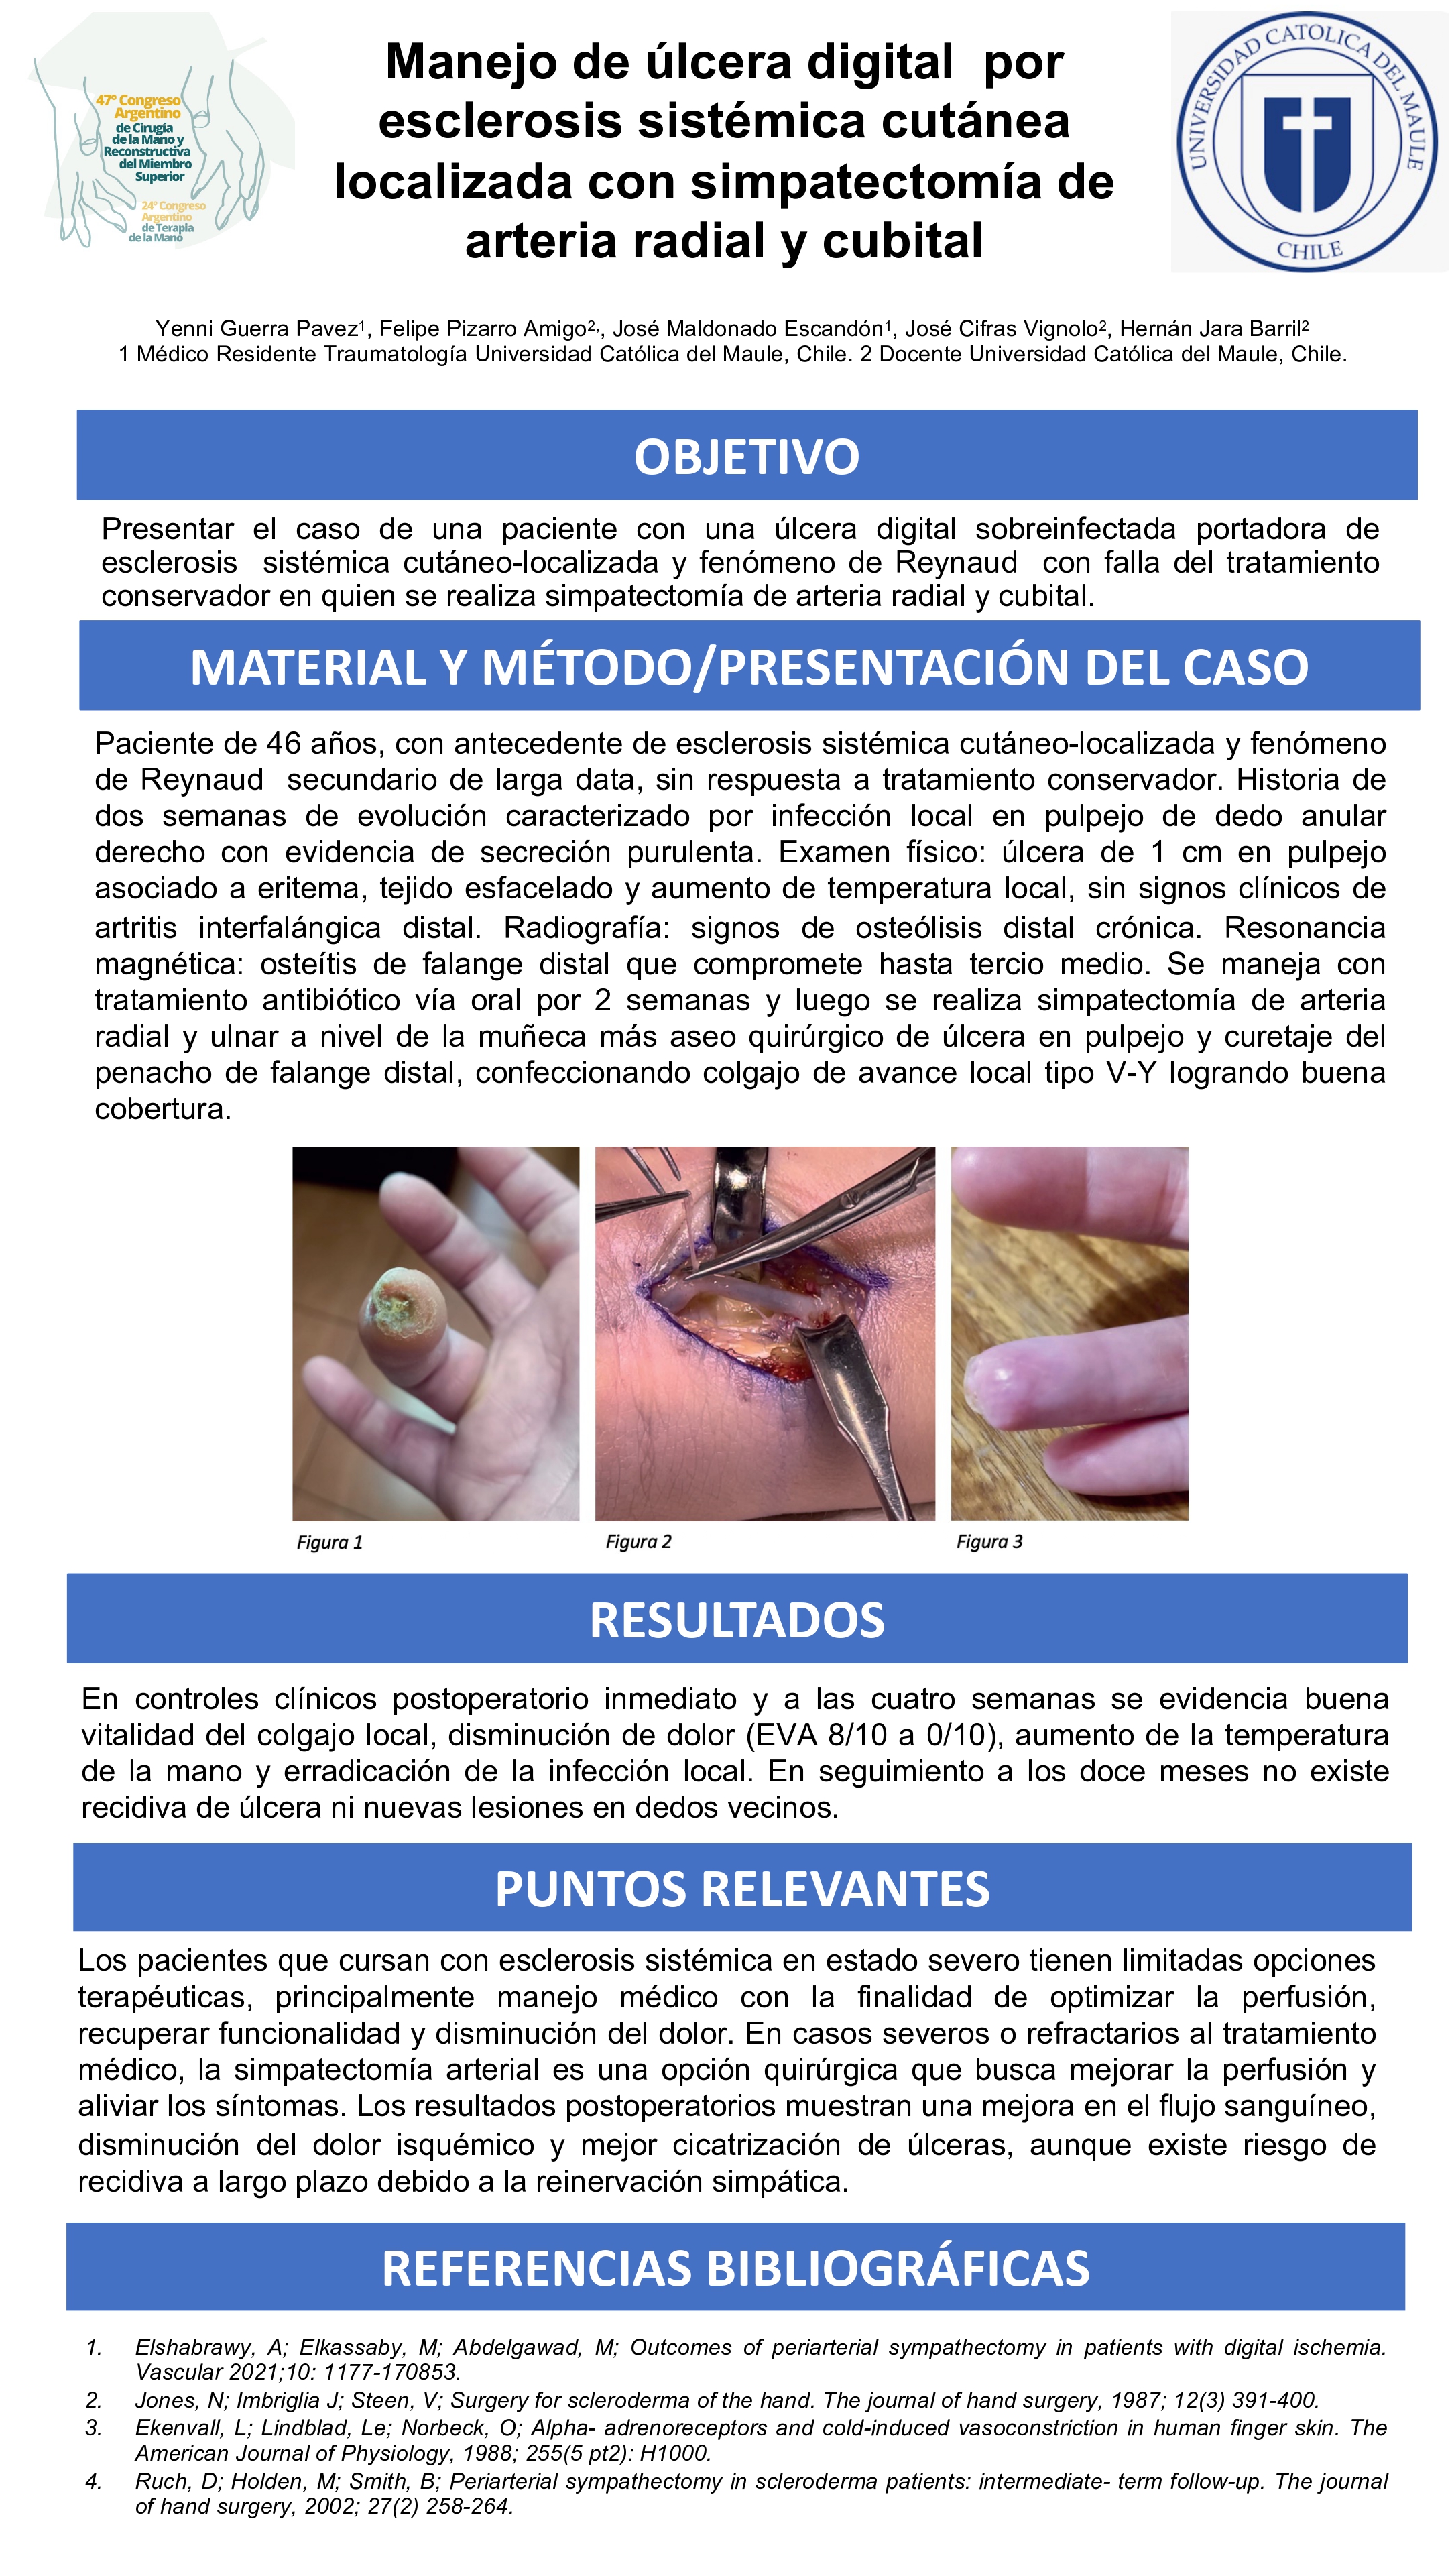 47º Congreso
Argentino
de Cirugía
de la Mano y
Reconstructiva
del Miembro
Superior
24º Congreso
Argentino
de Terapia
de la Mano
Manejo de úlcera digital por
esclerosis sistémica cutánea
localizada con simpatectomía de
arteria radial y cubital
UNIVERSIDAD CATOLICA DEL MAULE
CHILE
Yenni Guerra Pavez1, Felipe Pizarro Amigo2,, José Maldonado Escandón1, José Cifras Vignolo2, Hernán Jara Barril2
1 Médico Residente Traumatología Universidad Católica del Maule, Chile. 2 Docente Universidad Católica del Maule, Chile.
OBJETIVO
Presentar el caso de una paciente con una úlcera digital sobreinfectada portadora de
esclerosis sistémica cutáneo-localizada y fenómeno de Reynaud con falla del tratamiento
conservador en quien se realiza simpatectomía de arteria radial y cubital.
MATERIAL Y MÉTODO/PRESENTACIÓN DEL CASO
Paciente de 46 años, con antecedente de esclerosis sistémica cutáneo-localizada y fenómeno
de Reynaud secundario de larga data, sin respuesta a tratamiento conservador. Historia de
dos semanas de evolución caracterizado por infección local en pulpejo de dedo anular
derecho con evidencia de secreción purulenta. Examen físico: úlcera de 1 cm en pulpejo
asociado a eritema, tejido esfacelado y aumento de temperatura local, sin signos clínicos de
artritis interfalángica distal. Radiografía: signos de osteólisis distal crónica. Resonancia
magnética: osteítis de falange distal que compromete hasta tercio medio. Se maneja con
tratamiento antibiótico vía oral por 2 semanas y luego se realiza simpatectomía de arteria
radial y ulnar a nivel de la muñeca más aseo quirúrgico de úlcera en pulpejo y curetaje del
penacho de falange distal, confeccionando colgajo de avance local tipo V-Y logrando buena
cobertura.
Figura 1
Figura 2
Figura 3
RESULTADOS
En controles clínicos postoperatorio inmediato y a las cuatro semanas se evidencia buena
vitalidad del colgajo local, disminución de dolor (EVA 8/10 a 0/10), aumento de la temperatura
de la mano y erradicación de la infección local. En seguimiento a los doce meses no existe
recidiva de úlcera ni nuevas lesiones en dedos vecinos.
PUNTOS RELEVANTES
Los pacientes que cursan con esclerosis sistémica en estado severo tienen limitadas opciones
terapéuticas, principalmente manejo médico con la finalidad de optimizar la perfusión,
recuperar funcionalidad y disminución del dolor. En casos severos o refractarios al tratamiento
médico, la simpatectomía arterial es una opción quirúrgica que busca mejorar la perfusión y
aliviar los síntomas. Los resultados postoperatorios muestran una mejora en el flujo sanguíneo,
disminución del dolor isquémico y mejor cicatrización de úlceras, aunque existe riesgo de
recidiva a largo plazo debido a la reinervación simpática.
REFERENCIAS BIBLIOGRÁFICAS
1. Elshabrawy, A; Elkassaby, M; Abdelgawad, M; Outcomes of periarterial sympathectomy in patients with digital ischemia.
Vascular 2021;10: 1177-170853.
2. Jones, N; Imbriglia J; Steen, V; Surgery for scleroderma of the hand. The journal of hand surgery, 1987; 12(3) 391-400.
3. Ekenvall, L; Lindblad, Le; Norbeck, O; Alpha- adrenoreceptors and cold-induced vasoconstriction in human finger skin. The
American Journal of Physiology, 1988; 255(5 pt2): H1000.
4. Ruch, D; Holden, M; Smith, B; Periarterial sympathectomy in scleroderma patients: intermediate- term follow-up. The journal
of hand surgery, 2002; 27(2) 258-264.